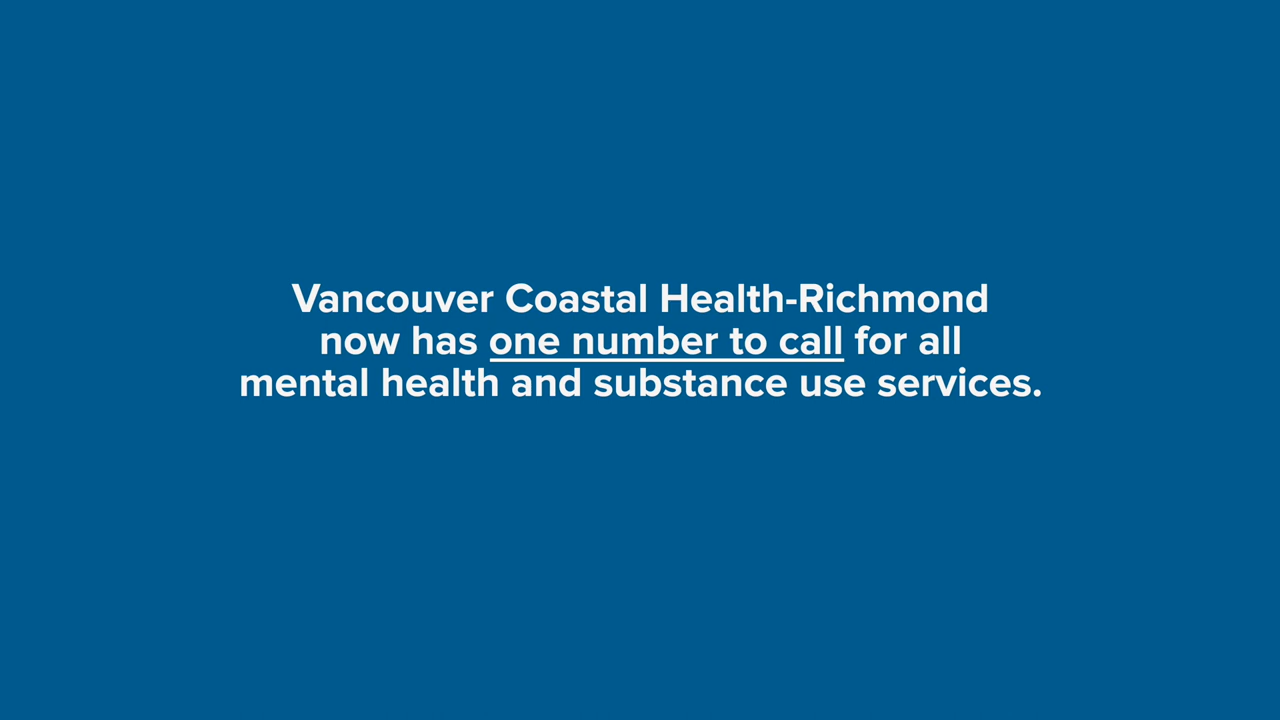 Vancouver Coastal Health-Richmond
now has one number to call for all
mental health and substance use services.